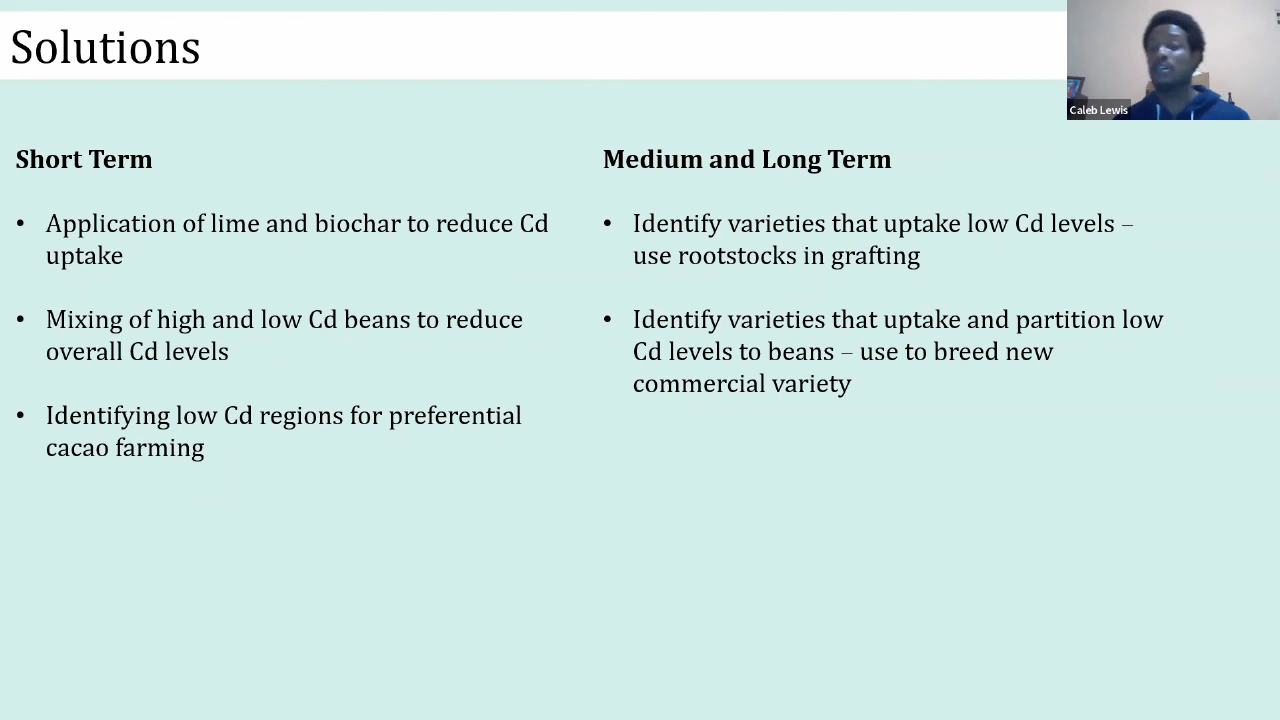 Solutions
Caleb Lewis
Short Term
• Application of lime and biochar to reduce Cd
uptake
• Mixing of high and low Cd beans to reduce
overall Cd levels
• Identifying low Cd regions for preferential
cacao farming
Medium and Long Term
• Identify varieties that uptake low Cd levels –
use rootstocks in grafting
• Identify varieties that uptake and partition low
Cd levels to beans – use to breed new
commercial variety